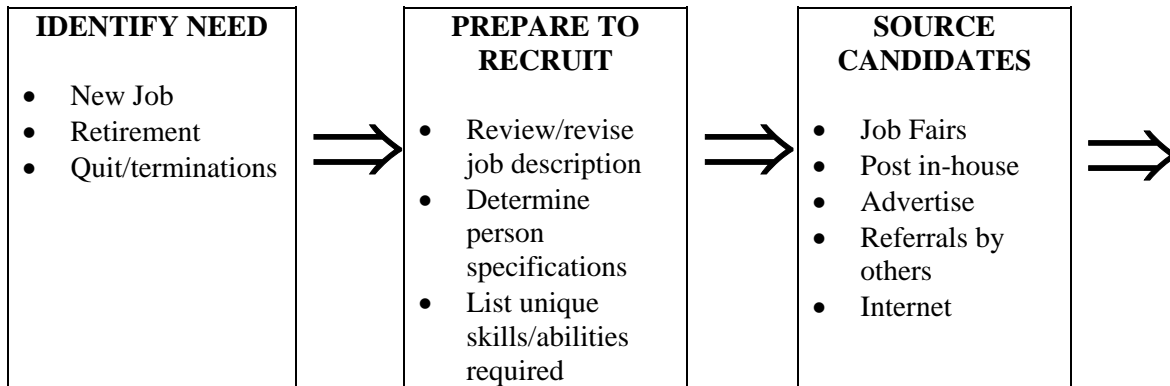 IDENTIFY NEED
• New Job
• Retirement
• Quit/terminations
PREPARE TO
RECRUIT
• Review/revise
job description
• Determine
person
specifications
• List unique
skills/abilities
required
SOURCE
CANDIDATES
• Job Fairs
• Post in-house
• Advertise
• Referrals by
others
• Internet